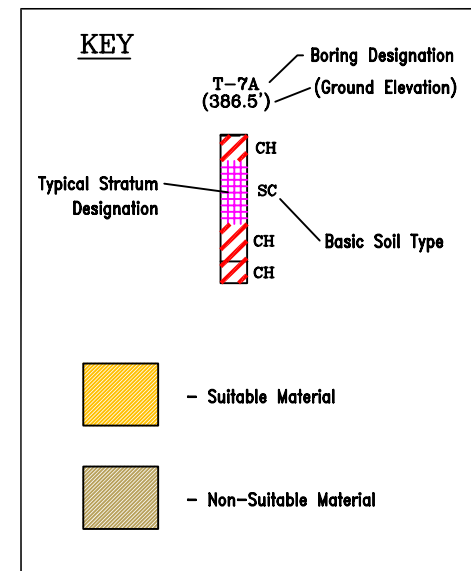 KEY
Boring Designation
T-7A
(386.5')
(Ground Elevation)
CH
Typical Stratum
Designation
SC
CH
Basic Soil Type
CH
- Suitable Material
- Non-Suitable Material